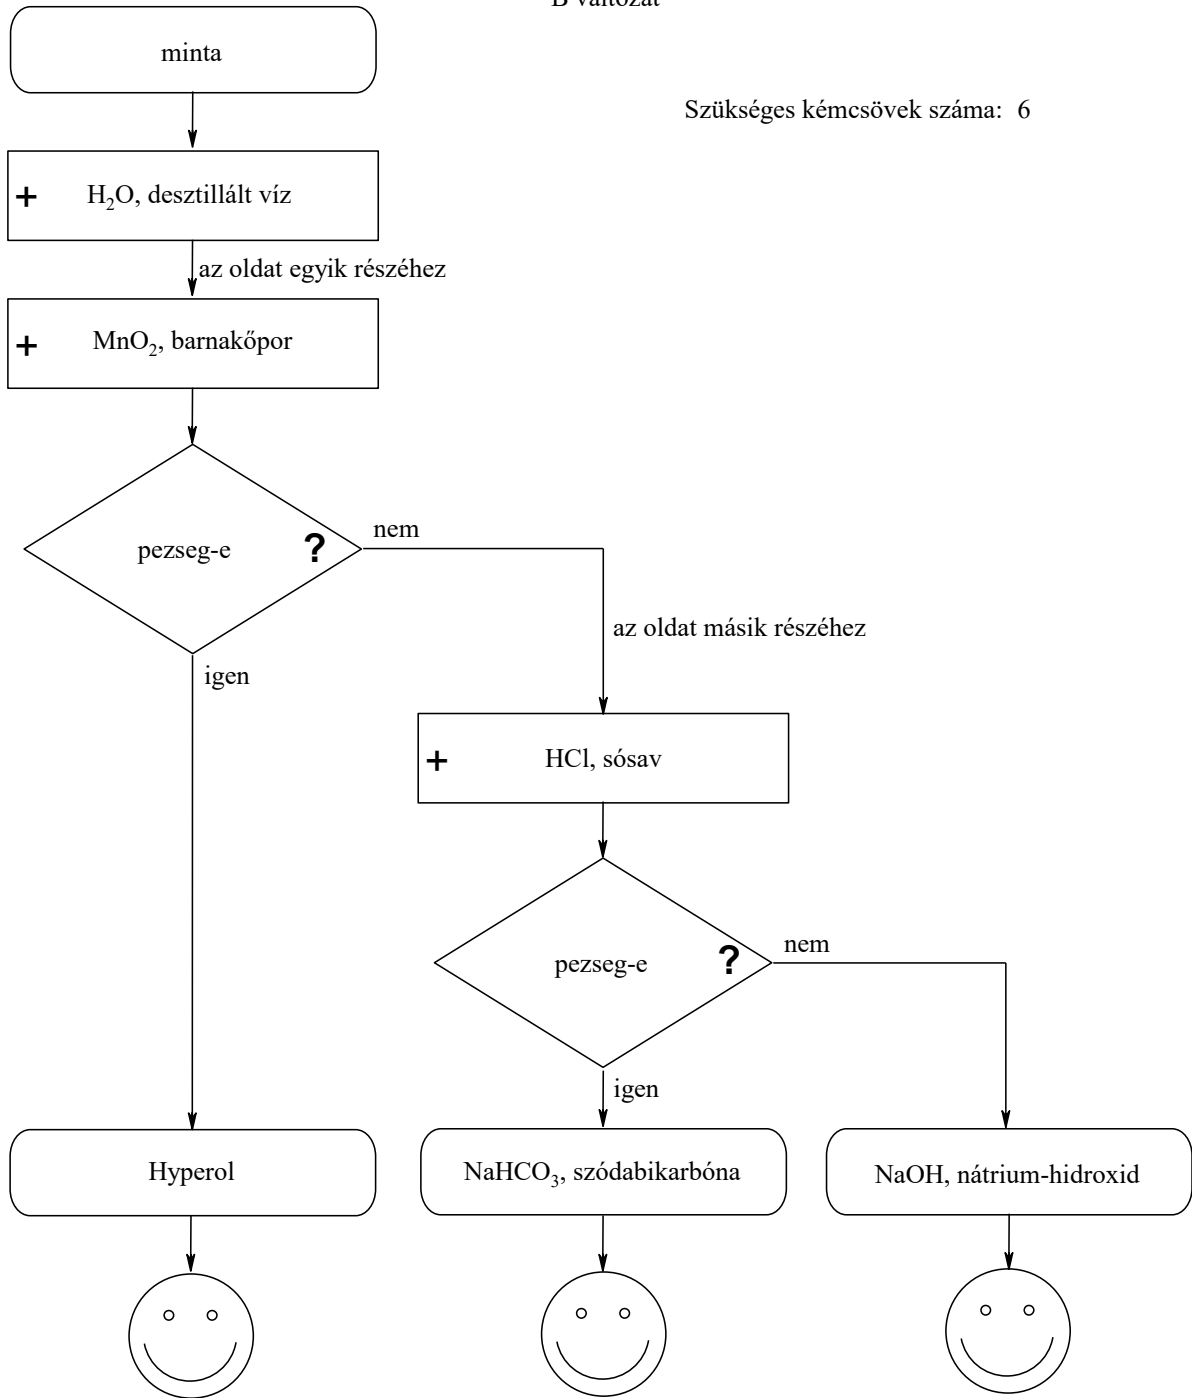 B változat
minta
Szükséges kémcsövek száma: 6
+ H₂O, desztillált víz
az oldat egyik részéhez
+ MnO₂, barnakőpor
pezseg-e ?
nem
az oldat másik részéhez
igen
+ HCl, sósav
pezseg-e ?
nem
igen
Hyperol
NaHCO₃, szódabikarbóna
NaOH, nátrium-hidroxid